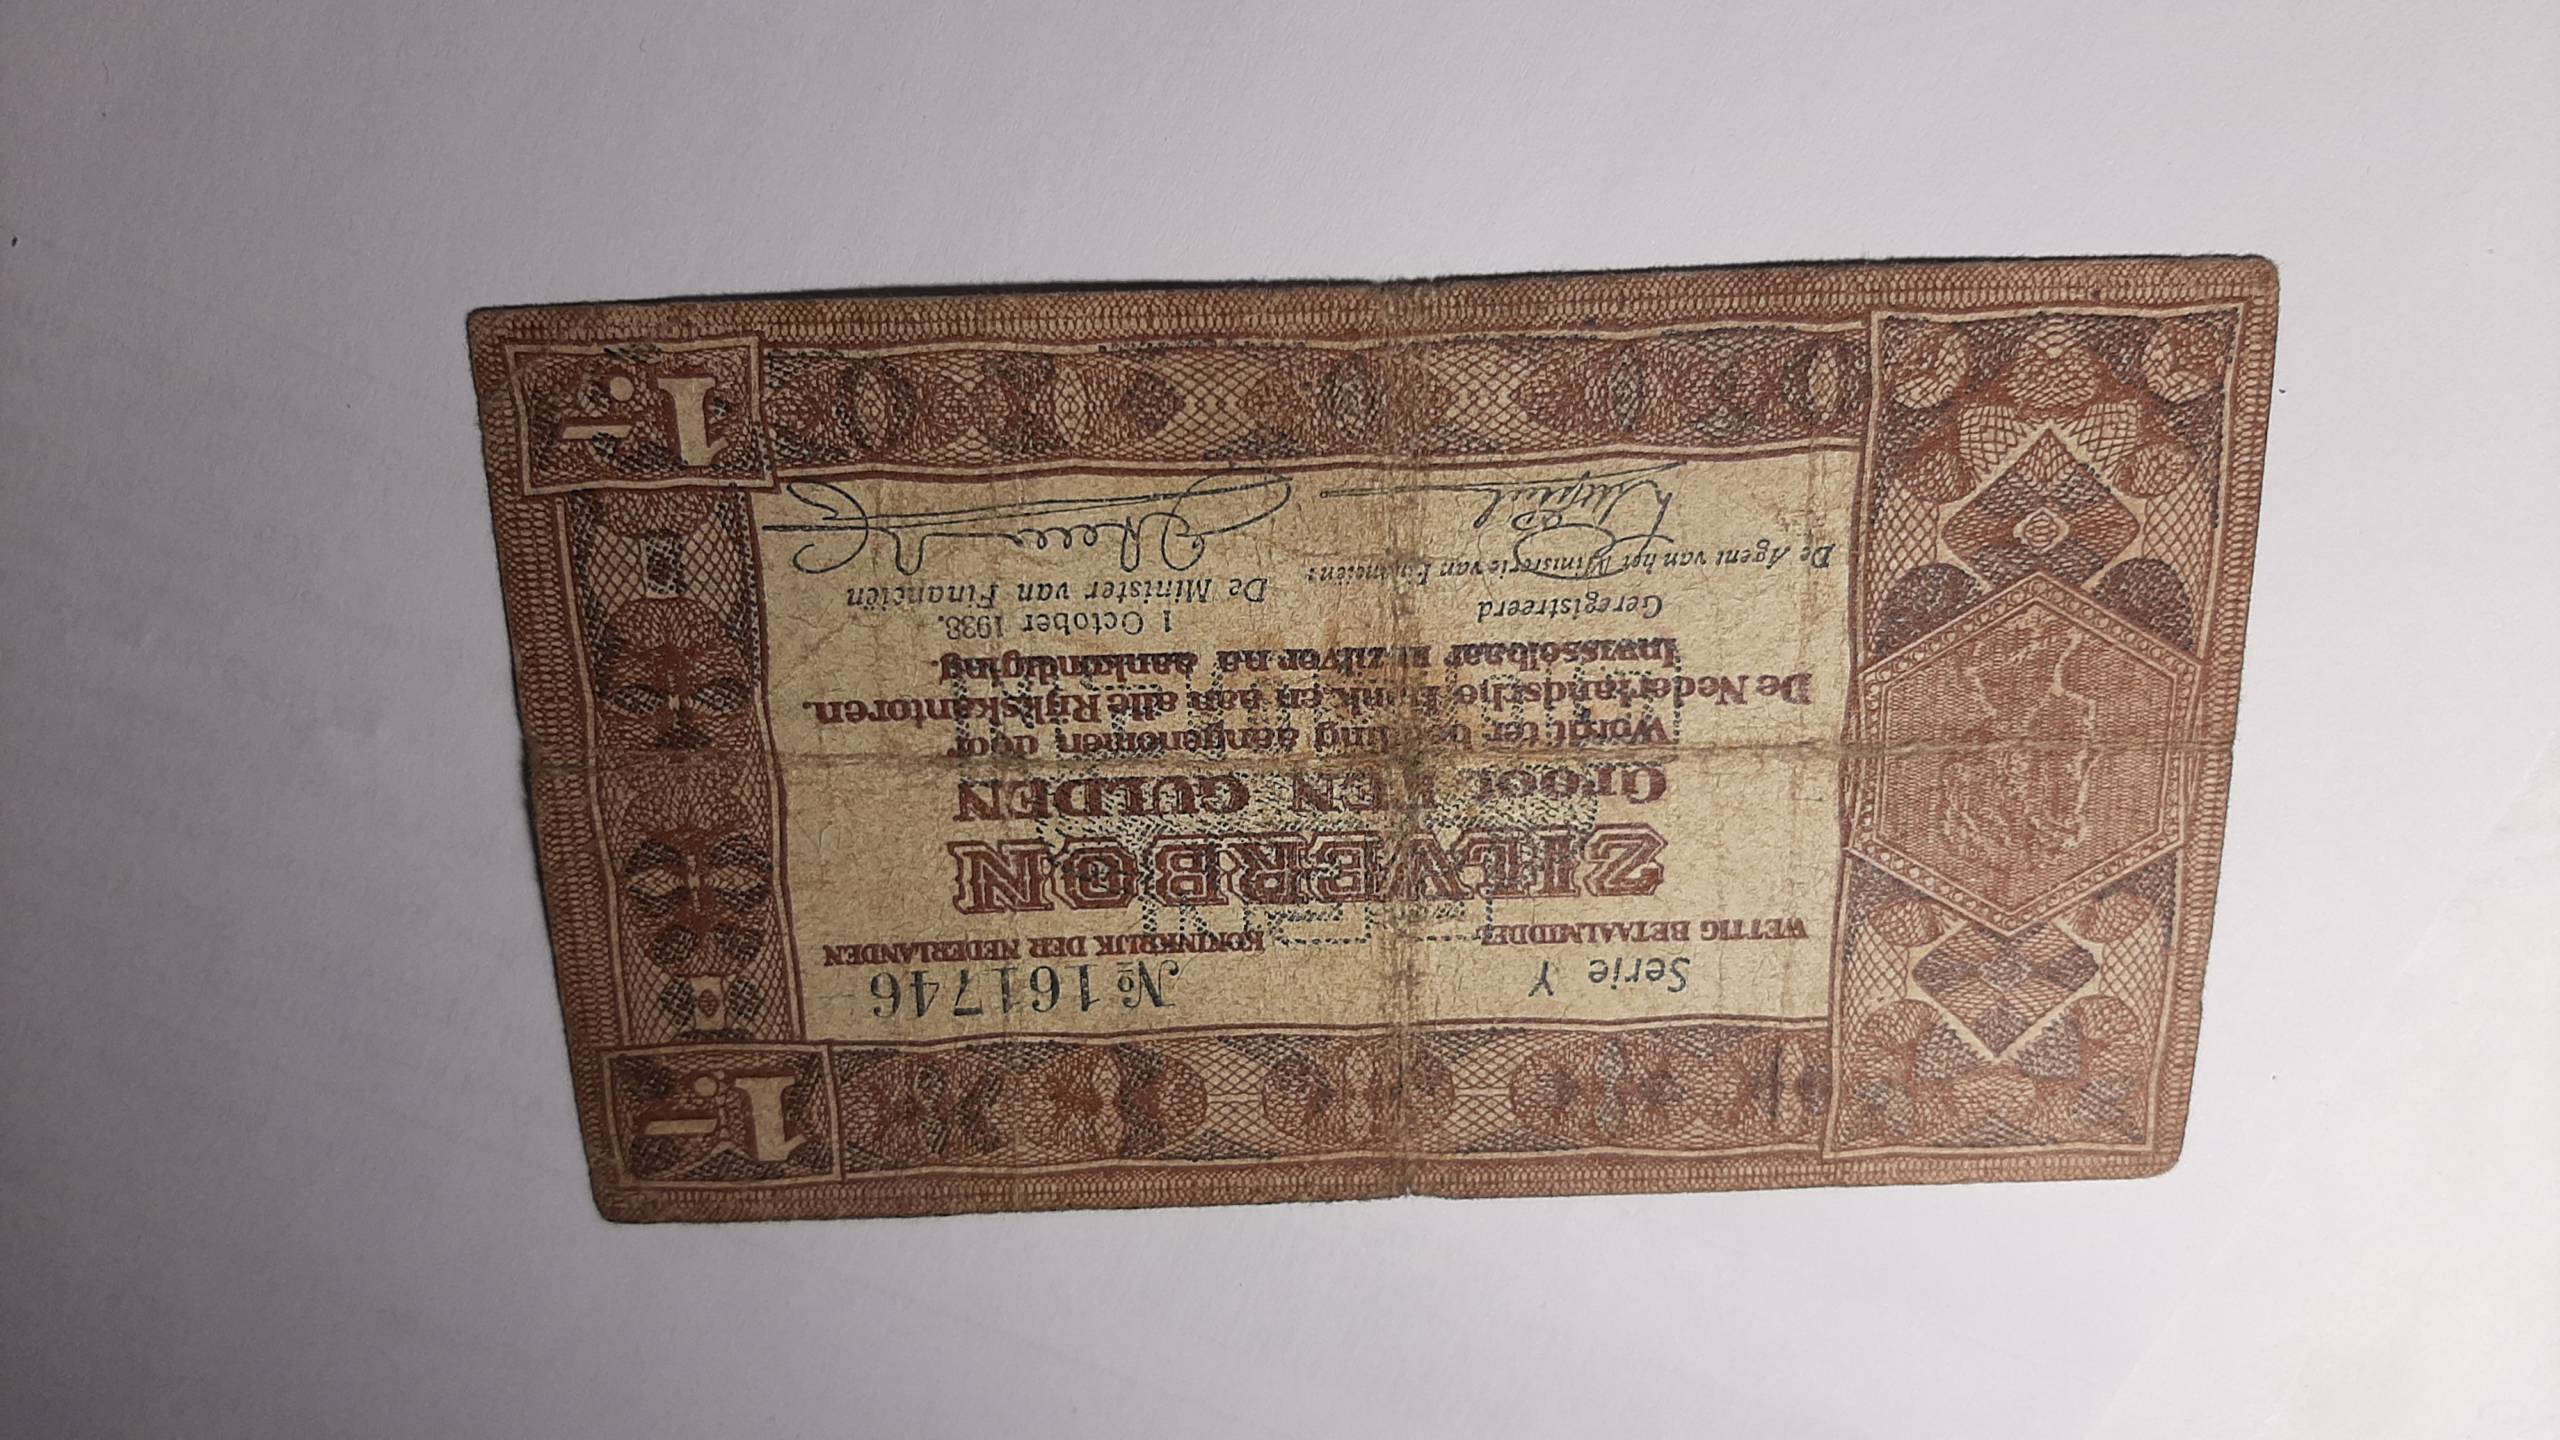 1.–
Serie Y № 161746
WETTIG BETAALMIDDEL KONINKRIJK DER NEDERLANDEN
ZILVERBON
Groot EEN GULDEN
Wordt ter betaling aangenomen door
De Nederlandsche Bank en aan alle Rijkskantoren.
Inwisselbaar in zilver na aankondiging.
1 October 1938.
Geregistreerd
De Minister van Financiën
De Agent van het Ministerie van Financiën:
1.–